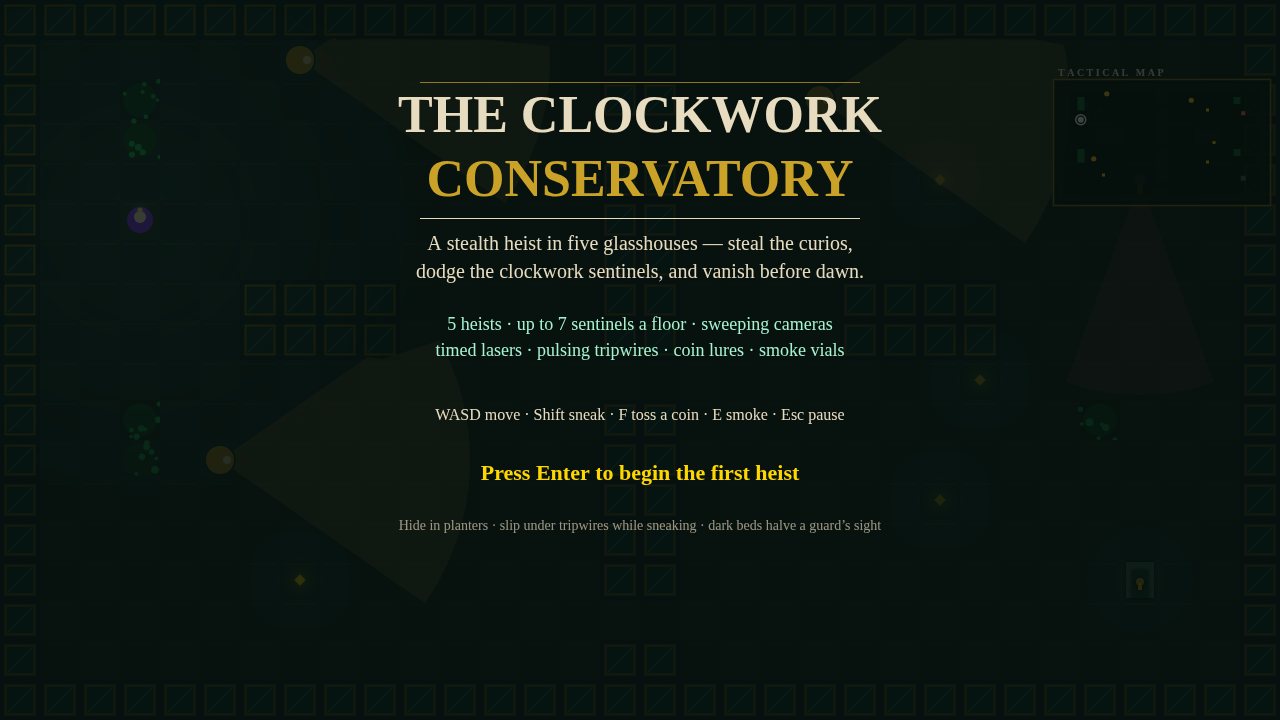 TACTICAL MAP
THE CLOCKWORK
CONSERVATORY
A stealth heist in five glasshouses — steal the curios,
dodge the clockwork sentinels, and vanish before dawn.
5 heists · up to 7 sentinels a floor · sweeping cameras
timed lasers · pulsing tripwires · coin lures · smoke vials
WASD move · Shift sneak · F toss a coin · E smoke · Esc pause
Press Enter to begin the first heist
Hide in planters · slip under tripwires while sneaking · dark beds halve a guard’s sight